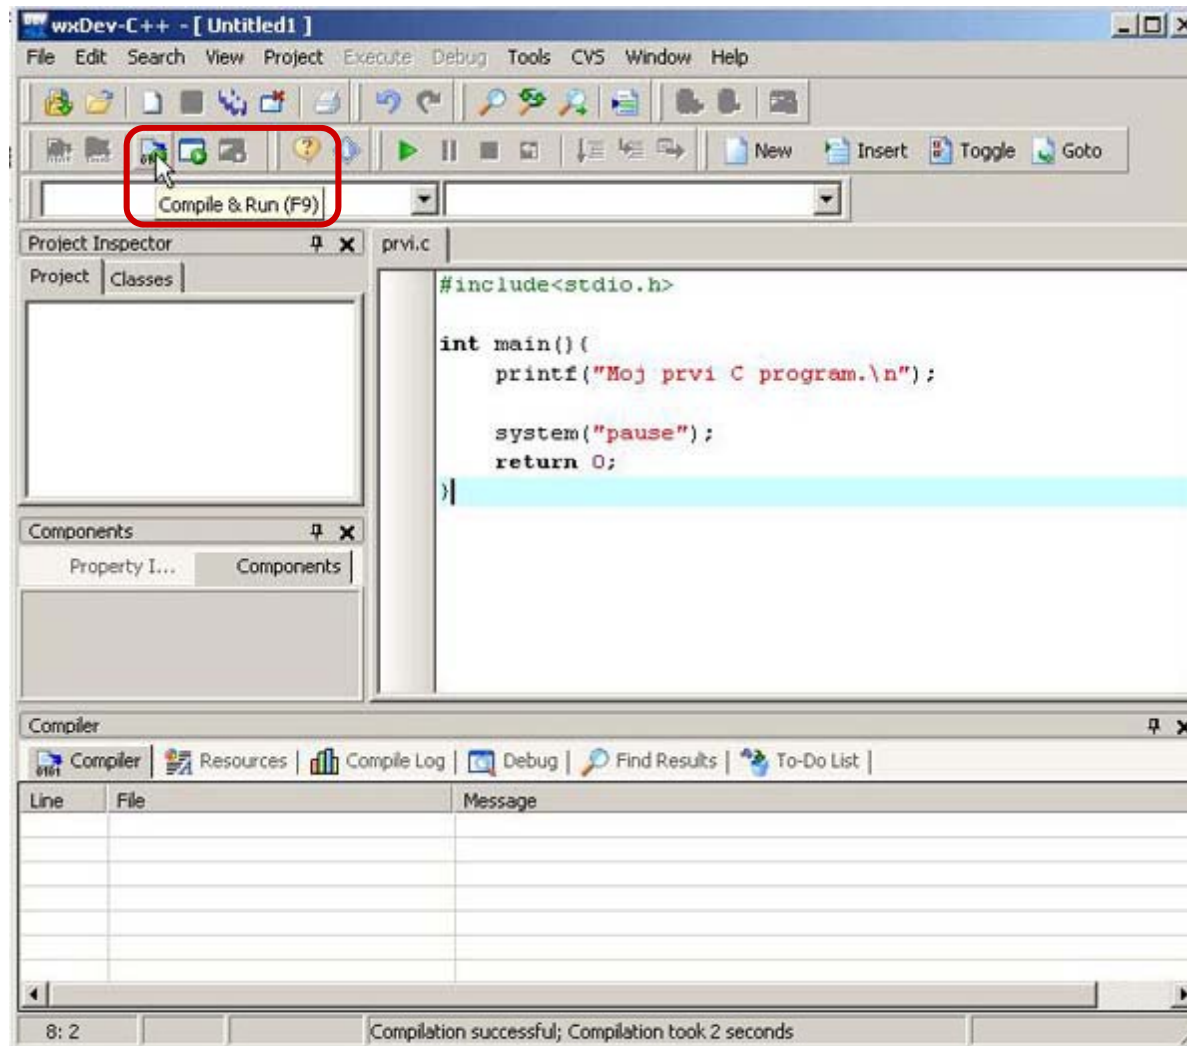 wxDev-C++ - [ Untitled1 ]
File Edit Search View Project Execute Debug Tools CVS Window Help
New Insert Toggle Goto
Compile & Run (F9)
Project Inspector
Project Classes
prvi.c
#include<stdio.h>
int main(){
printf("Moj prvi C program.\n");
system("pause");
return 0;
}
Components
Property I... Components
Compiler
Compiler Resources Compile Log Debug Find Results To-Do List
Line File Message
8: 2 Compilation successful; Compilation took 2 seconds